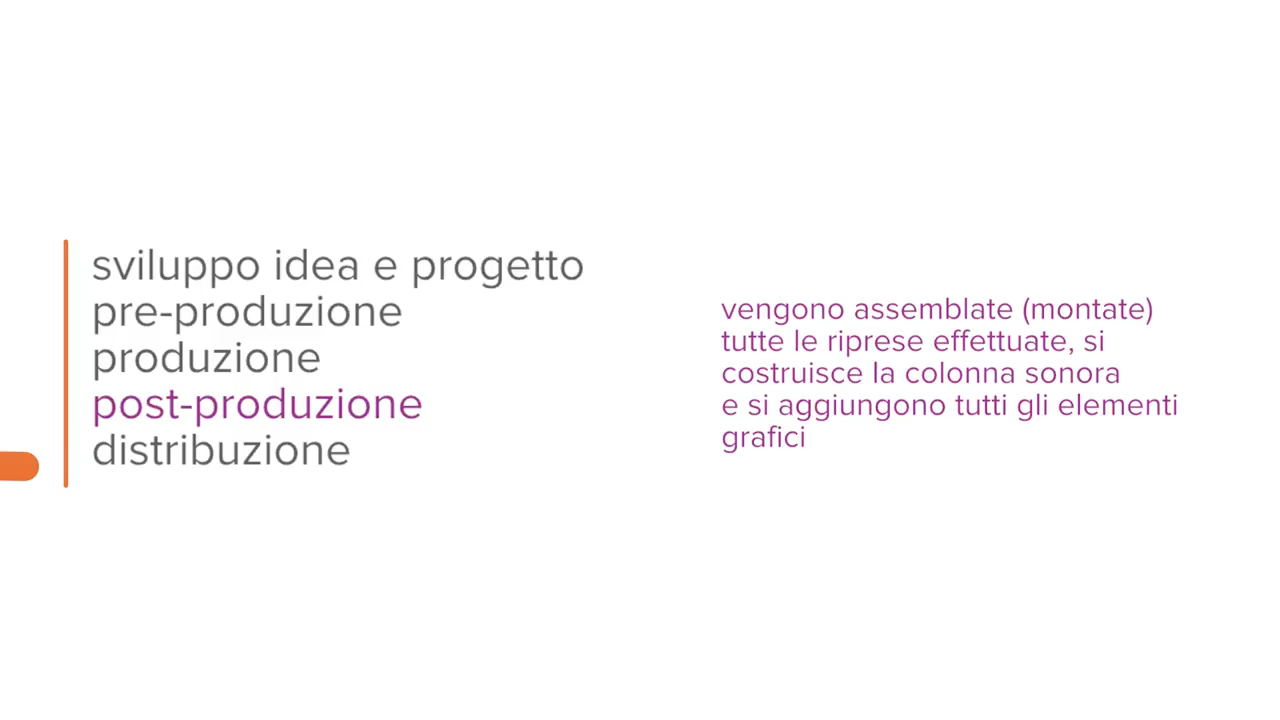 sviluppo idea e progetto
pre-produzione
produzione
post-produzione
distribuzione
vengono assemblate (montate)
tutte le riprese effettuate, si
costruisce la colonna sonora
e si aggiungono tutti gli elementi
grafici